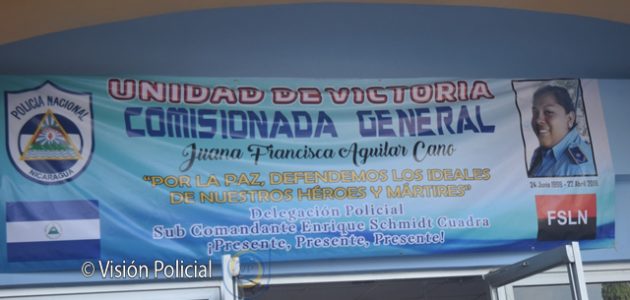 UNIDAD DE VICTORIA
COMISIONADA GENERAL
Juana Francisca Aguilar Cano
"POR LA PAZ, DEFENDEMOS LOS IDEALES
DE NUESTROS HÉROES Y MÁRTIRES"
Delegación Policial
Sub Comandante Enrique Schmidt Cuadra
¡Presente, Presente, Presente!
POLICIA NACIONAL
NICARAGUA
FSLN
© Visión Policial